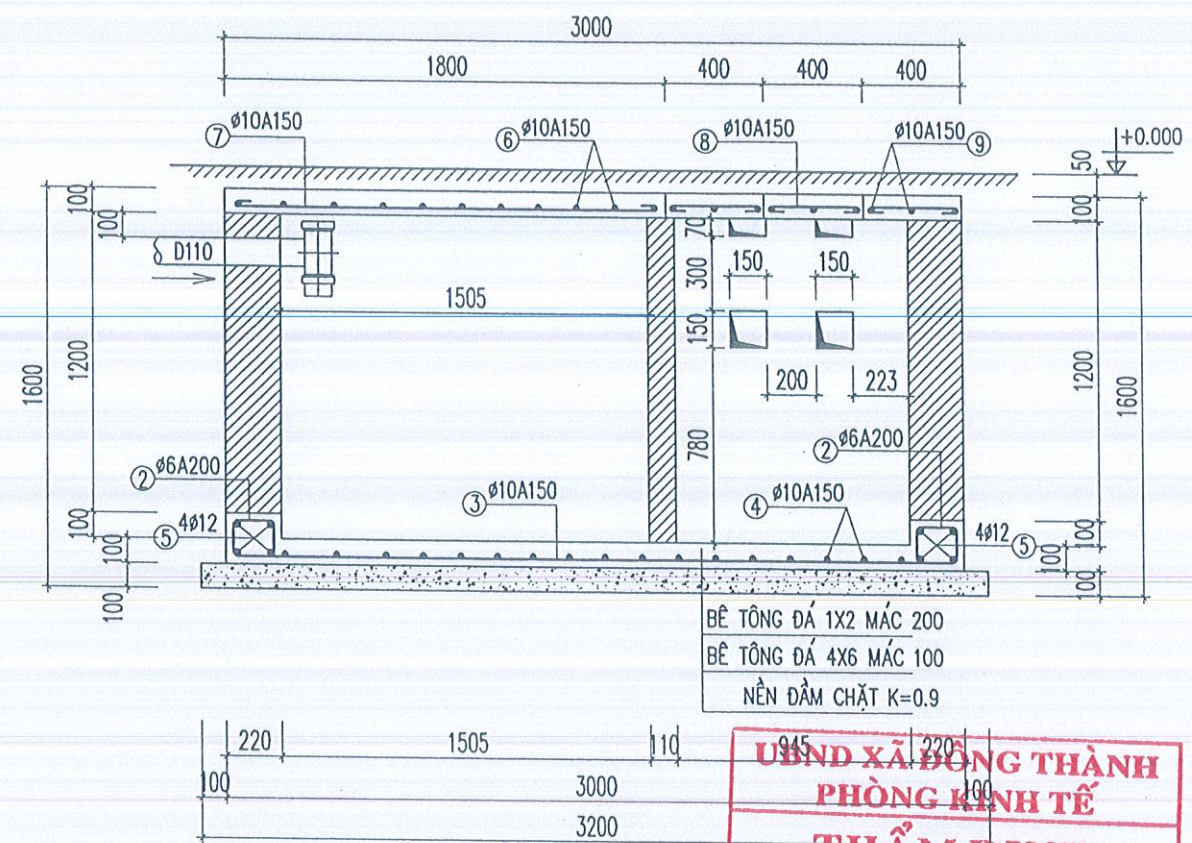 3000
1800 400 400 400
⑦ ø10A150 ⑥ ø10A150 ⑧ ø10A150 ø10A150 ⑨
+0.000
50
100
100
100
D110
70
150 150
300
1505
150
200 223
1600
1200
1200
1600
780
② ø6A200
② ø6A200
③ ø10A150
④ ø10A150
⑤ 4ø12
4ø12 ⑤
100
100
100
100
100
100
BÊ TÔNG ĐÁ 1X2 MÁC 200
BÊ TÔNG ĐÁ 4X6 MÁC 100
NỀN ĐẦM CHẶT K=0.9
220 1505 110 945 220
100 3000 100
3200
UBND XÃ ĐÔNG THÀNH
PHÒNG KINH TẾ